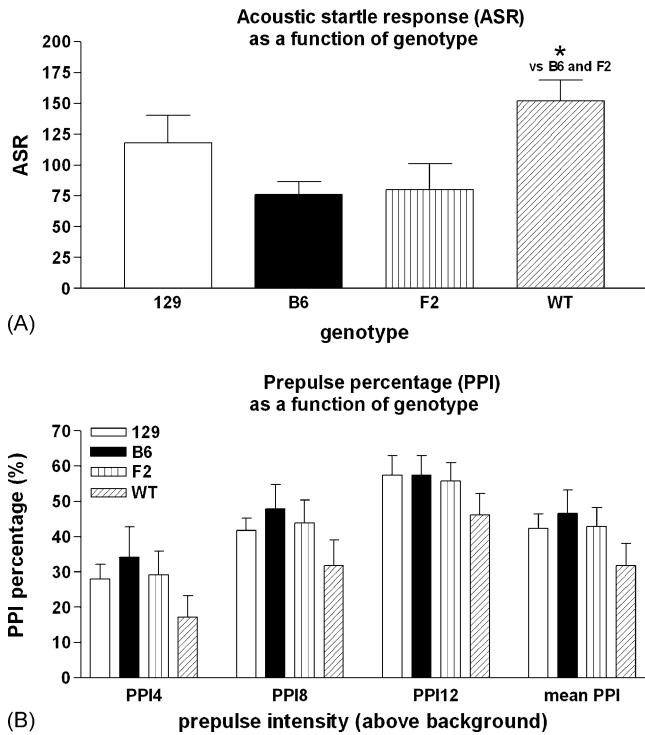 Acoustic startle response (ASR)
as a function of genotype
*
vs B6 and F2
ASR
200
175
150
125
100
75
50
25
0
129 B6 F2 WT
genotype
(A)
Prepulse percentage (PPI)
as a function of genotype
129
B6
F2
WT
PPI percentage (%)
70
60
50
40
30
20
10
0
PPI4 PPI8 PPI12 mean PPI
prepulse intensity (above background)
(B)